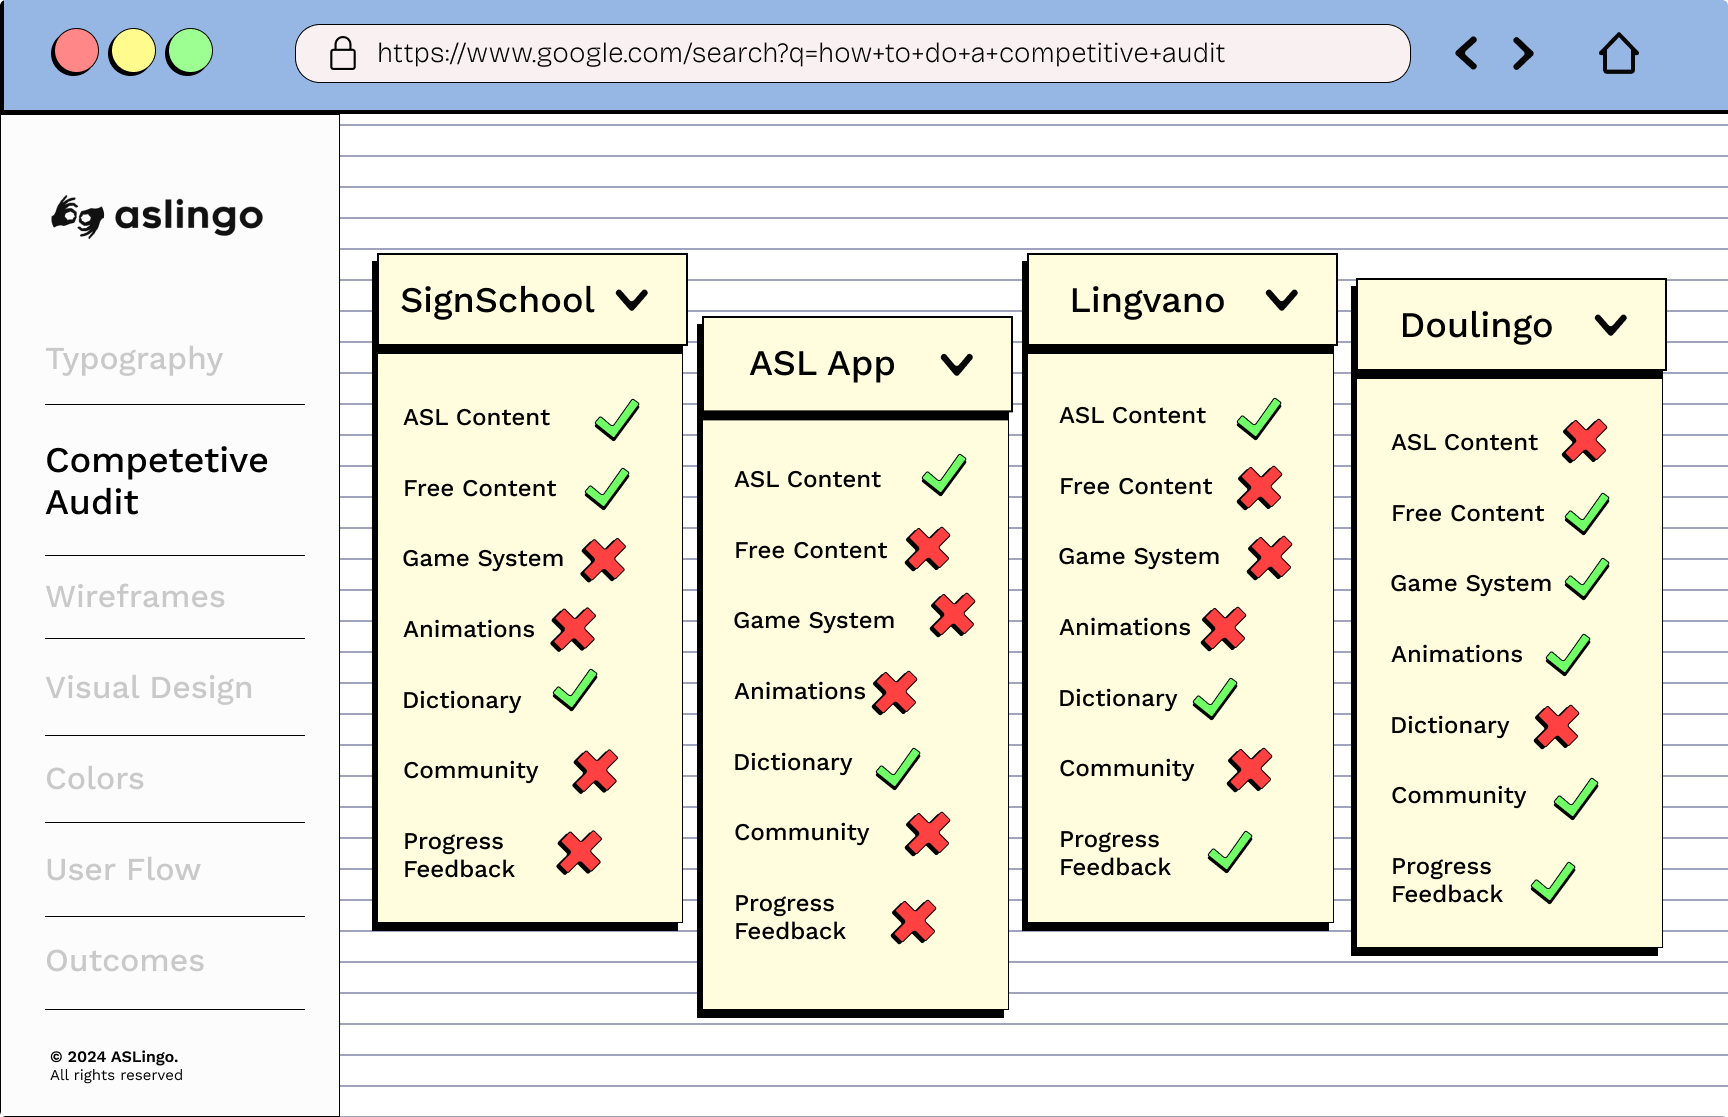 https://www.google.com/search?q=how+to+do+a+competitive+audit
aslingo
Typography
Competetive
Audit
Wireframes
Visual Design
Colors
User Flow
Outcomes
© 2024 ASLingo.
All rights reserved
SignSchool
ASL Content
Free Content
Game System
Animations
Dictionary
Community
Progress
Feedback
ASL App
ASL Content
Free Content
Game System
Animations
Dictionary
Community
Progress
Feedback
Lingvano
ASL Content
Free Content
Game System
Animations
Dictionary
Community
Progress
Feedback
Doulingo
ASL Content
Free Content
Game System
Animations
Dictionary
Community
Progress
Feedback